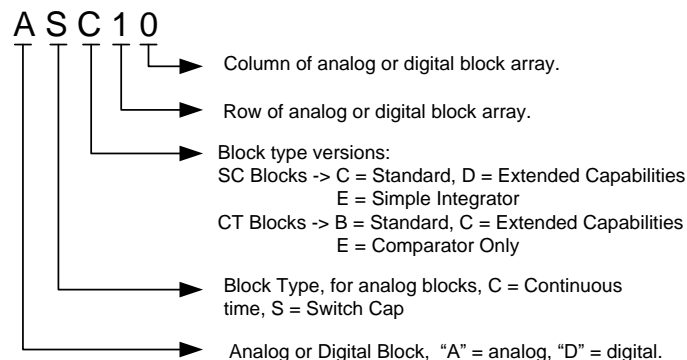 A S C 1 0
Column of analog or digital block array.
Row of analog or digital block array.
Block type versions:
SC Blocks -> C = Standard, D = Extended Capabilities
E = Simple Integrator
CT Blocks -> B = Standard, C = Extended Capabilities
E = Comparator Only
Block Type, for analog blocks, C = Continuous
time, S = Switch Cap
Analog or Digital Block, “A” = analog, “D” = digital.